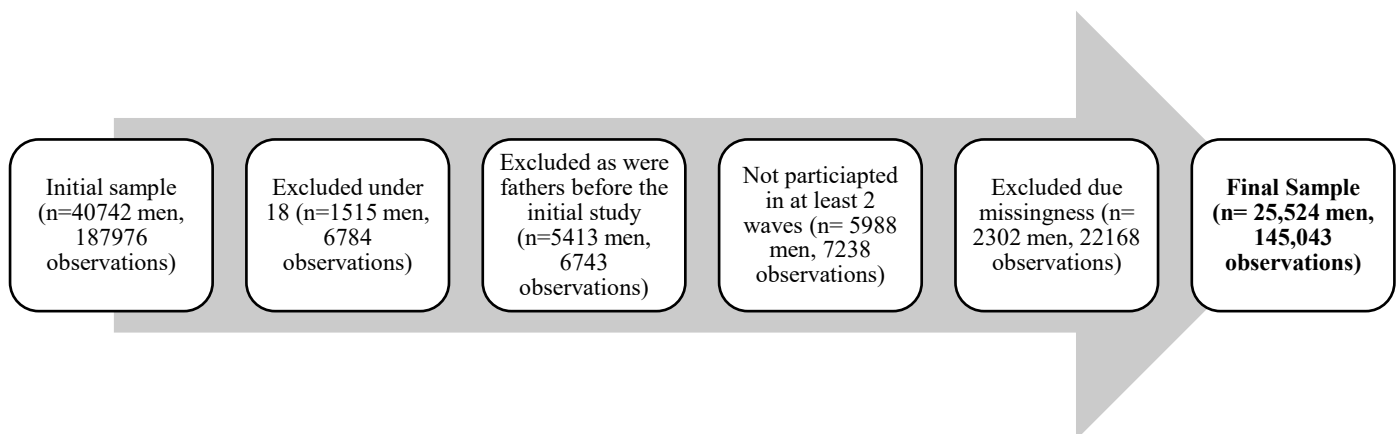 Initial sample
(n=40742 men,
187976
observations)
Excluded under
18 (n=1515 men,
6784
observations)
Excluded as were
fathers before the
initial study
(n=5413 men,
6743
observations)
Not particiapted
in at least 2
waves (n= 5988
men, 7238
observations)
Excluded due
missingness (n=
2302 men, 22168
observations)
Final Sample
(n= 25,524 men,
145,043
observations)